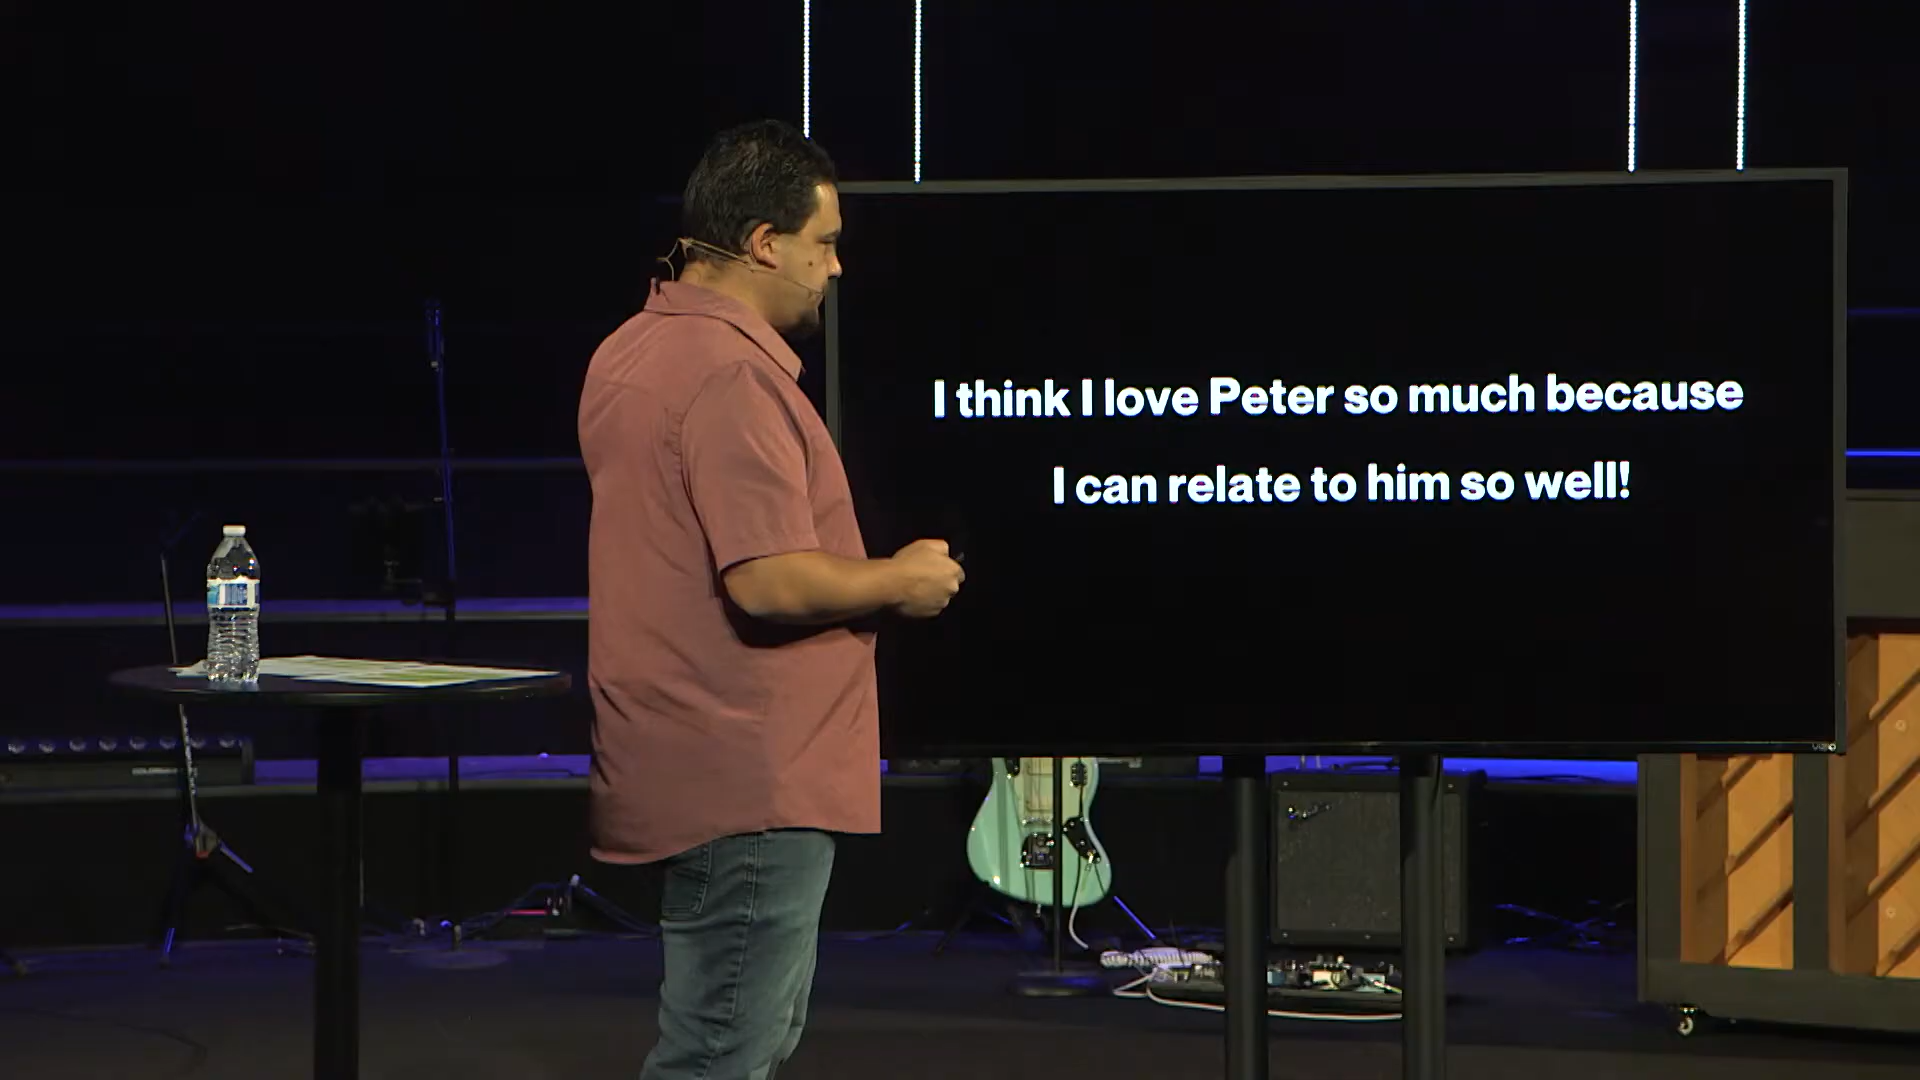 I think I love Peter so much because
I can relate to him so well!